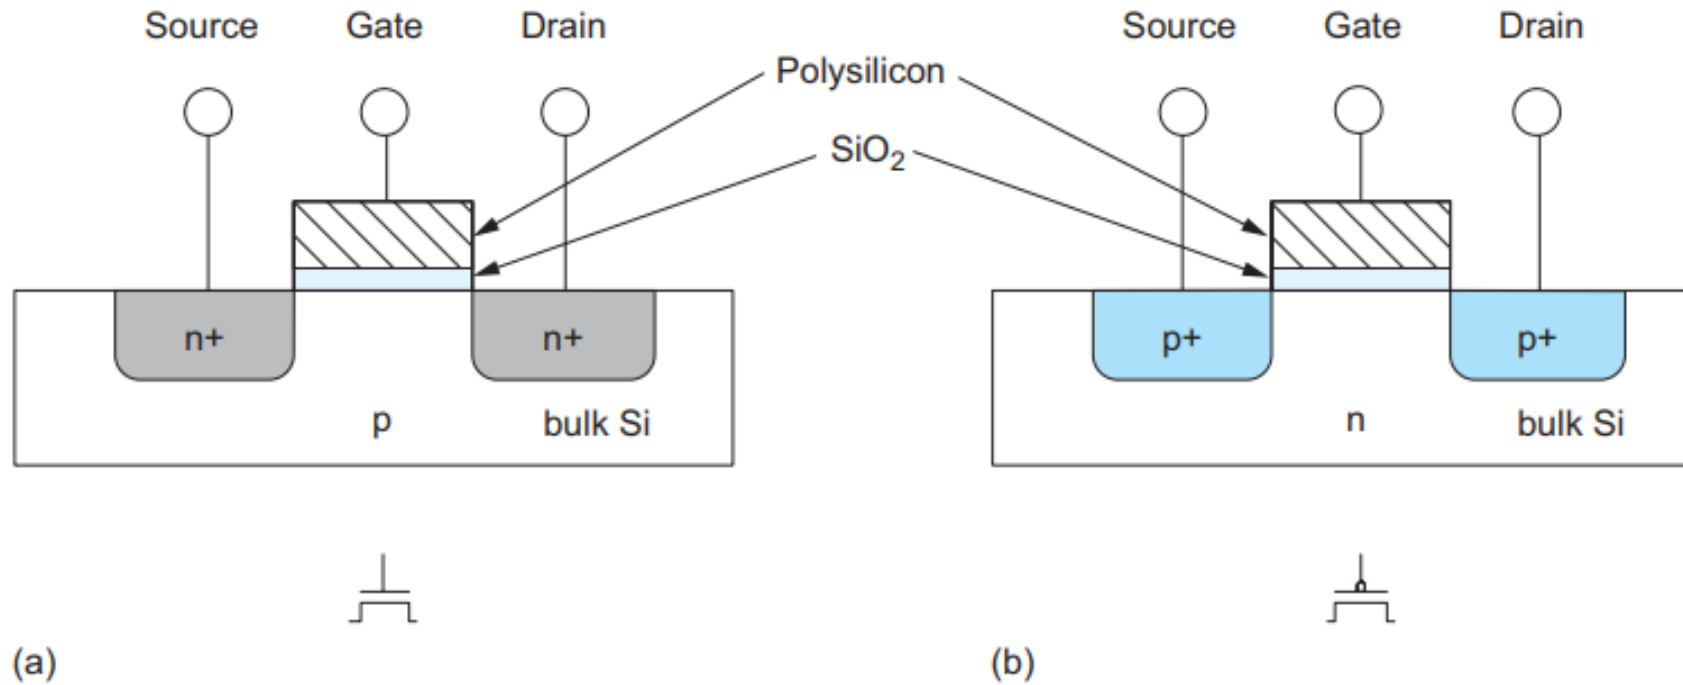 Source Gate Drain
Source Gate Drain
Polysilicon
SiO₂
n+ n+
p bulk Si
p+ p+
n bulk Si
(a)
(b)